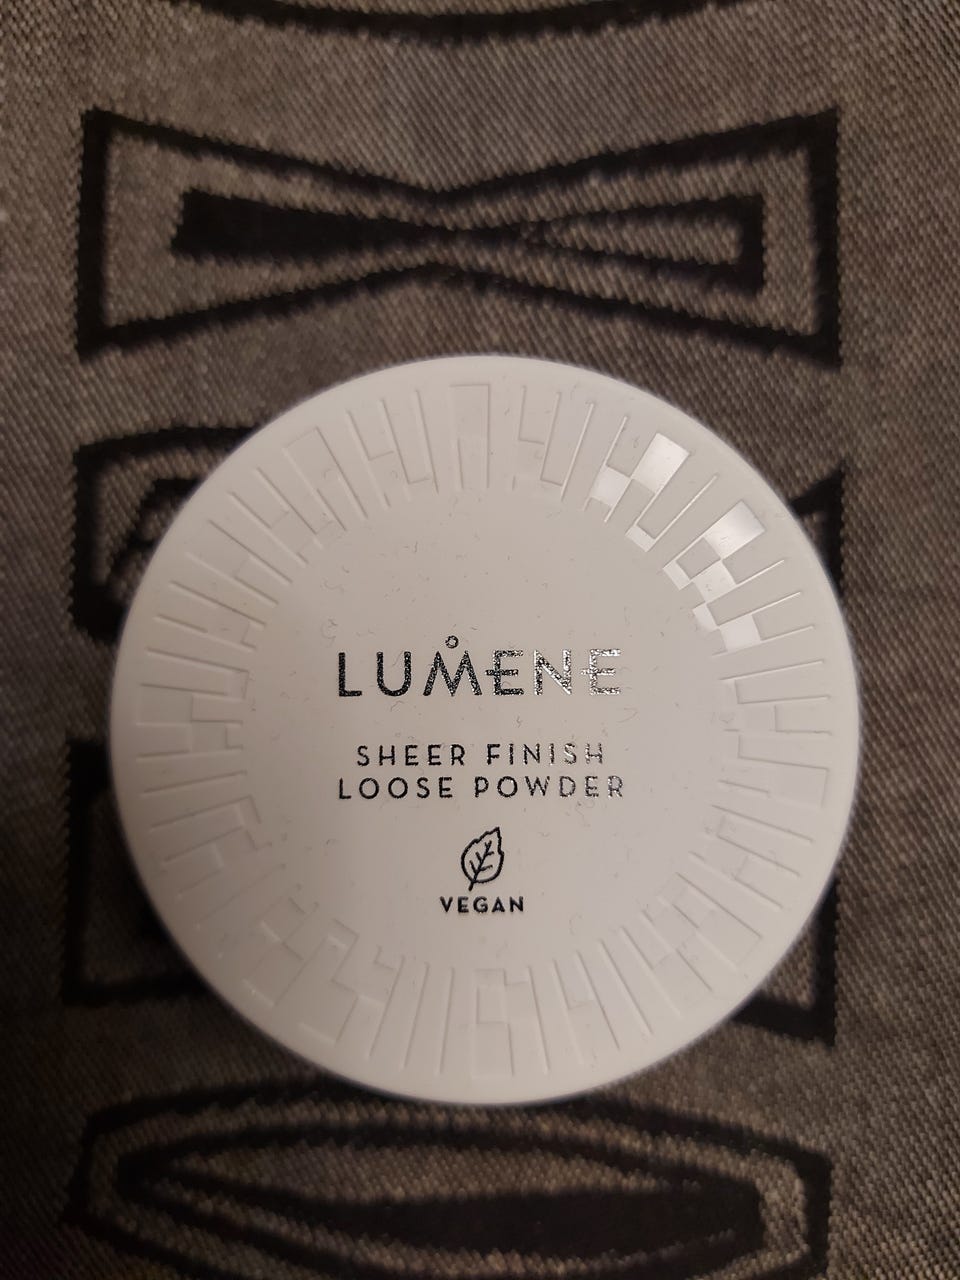 LUMENE
SHEER FINISH
LOOSE POWDER
VEGAN